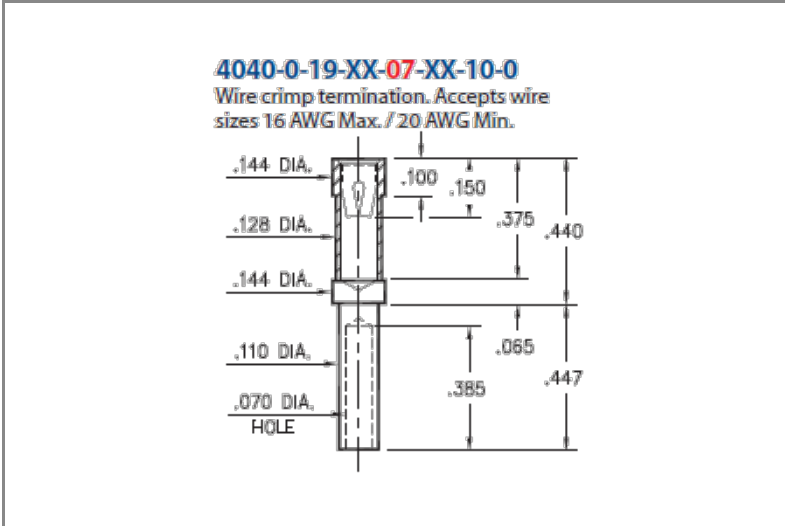 4040-0-19-XX-07-XX-10-0
Wire crimp termination. Accepts wire
sizes 16 AWG Max. / 20 AWG Min.
.144 DIA.
.100
.150
.128 DIA.
.375
.440
.144 DIA.
.065
.110 DIA.
.385
.447
.070 DIA.
HOLE